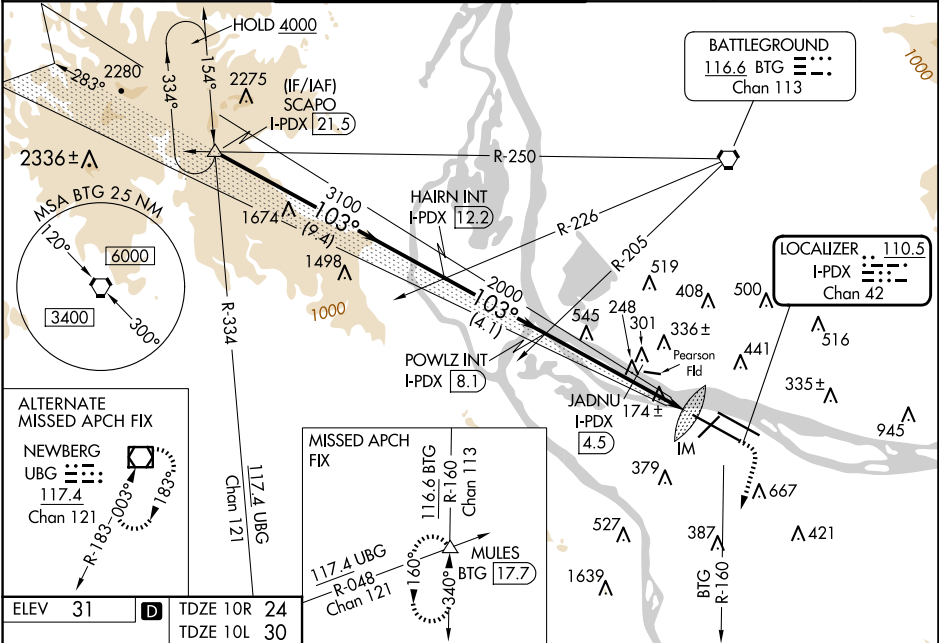 HOLD 4000
283°
2280
334°
154°
2275
(IF/IAF)
SCAPO
I-PDX 21.5
BATTLEGROUND
116.6 BTG
Chan 113
1000
2336±
R-250
3100
103°
(9.4)
1674
HAIRN INT
I-PDX 12.2
R-226
R-205
MSA BTG 25 NM
120°
6000
3400
300°
1498
1000
R-334
2000
103°
(4.1)
LOCALIZER 110.5
I-PDX
Chan 42
519
408
500
545
248
301
336±
516
441
Pearson
Fld
335±
POWLZ INT
I-PDX 8.1
JADNU
I-PDX
4.5
174±
945
IM
ALTERNATE
MISSED APCH FIX
NEWBERG
UBG
117.4
Chan 121
183°
R-183-003°
117.4 UBG
Chan 121
MISSED APCH
FIX
116.6 BTG
R-160
Chan 113
117.4 UBG
R-048
Chan 121
160°
340°
MULES
BTG 17.7
379
667
527
387
421
1639
BTG
R-160
ELEV 31
D
TDZE 10R 24
TDZE 10L 30